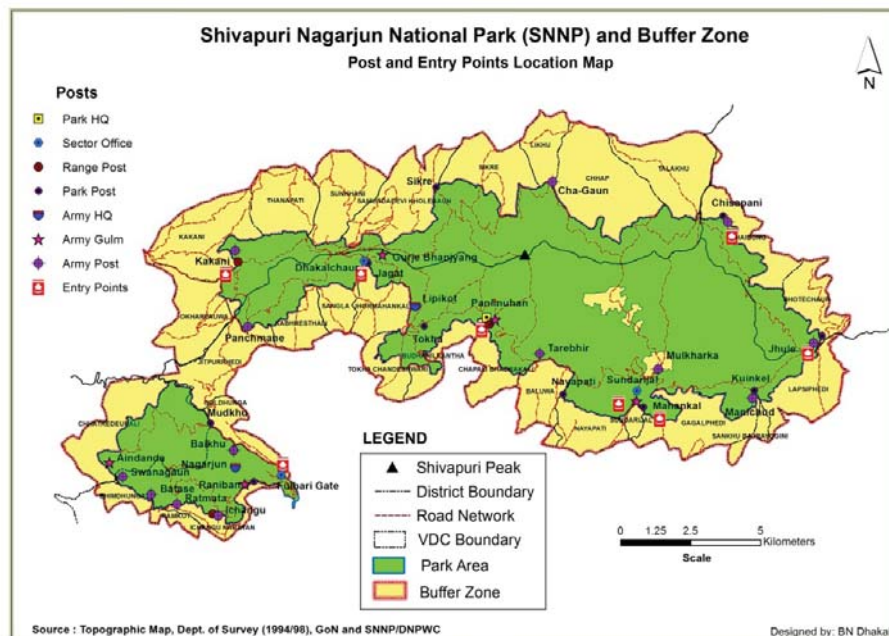 Shivapuri Nagarjun National Park (SNNP) and Buffer Zone
Post and Entry Points Location Map
N
Posts
Park HQ
Sector Office
Range Post
Park Post
Army HQ
Army Gulm
Army Post
Entry Points
LIKHU
SIKRE
CHHAP
TALAKHU
Sikre
Cha-Gaun
SUNKHANI
THANAPATI
Chisapani
KAKANI
Kakani
Gurje Bhanjyang
Dhakalchaur
Jagat
Lipikot
SANGLA
Panimuhan
Panchmane
Tokha
Tarebhir
Mulkharka
Jhule
Sundarijal
Kuinkel
LAPSIPHEDI
BALUWA
Nayapati
Mahankal
Manichud
NAYAPATI
GAGALPHEDI
Mudkhu
Balkhu
Aindanda
Nagarjun
Swanagaun
Raniban
Fulbari Gate
Batase
Ratmata
Ichangu
LEGEND
Shivapuri Peak
District Boundary
Road Network
VDC Boundary
Park Area
Buffer Zone
0 1.25 2.5 5
Kilometers
Scale
Source : Topographic Map, Dept. of Survey (1994/98), GoN and SNNP/DNPWC
Designed by: BN Dhakal